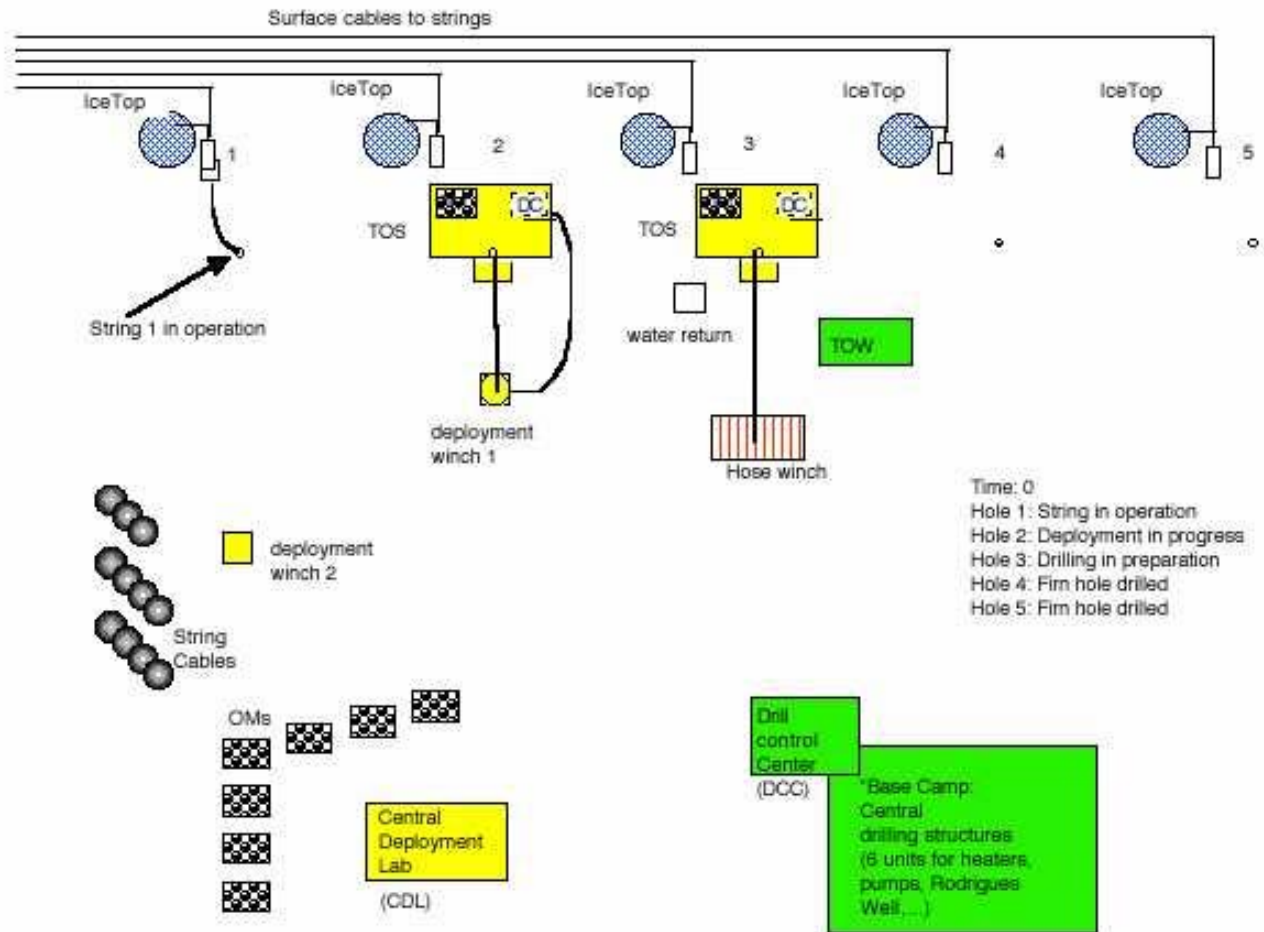 Surface cables to strings
IceTop
IceTop
IceTop
IceTop
IceTop
1
2
3
4
5
TOS
DC
TOS
DC
String 1 in operation
water return
TOW
deployment
winch 1
Hose winch
Time: 0
Hole 1: String in operation
Hole 2: Deployment in progress
Hole 3: Drilling in preparation
Hole 4: Firn hole drilled
Hole 5: Firn hole drilled
deployment
winch 2
String
Cables
OMs
Drill
control
Center
(DCC)
"Base Camp:
Central
drilling structures
(6 units for heaters,
pumps, Rodrigues
Well,...)
Central
Deployment
Lab
(CDL)